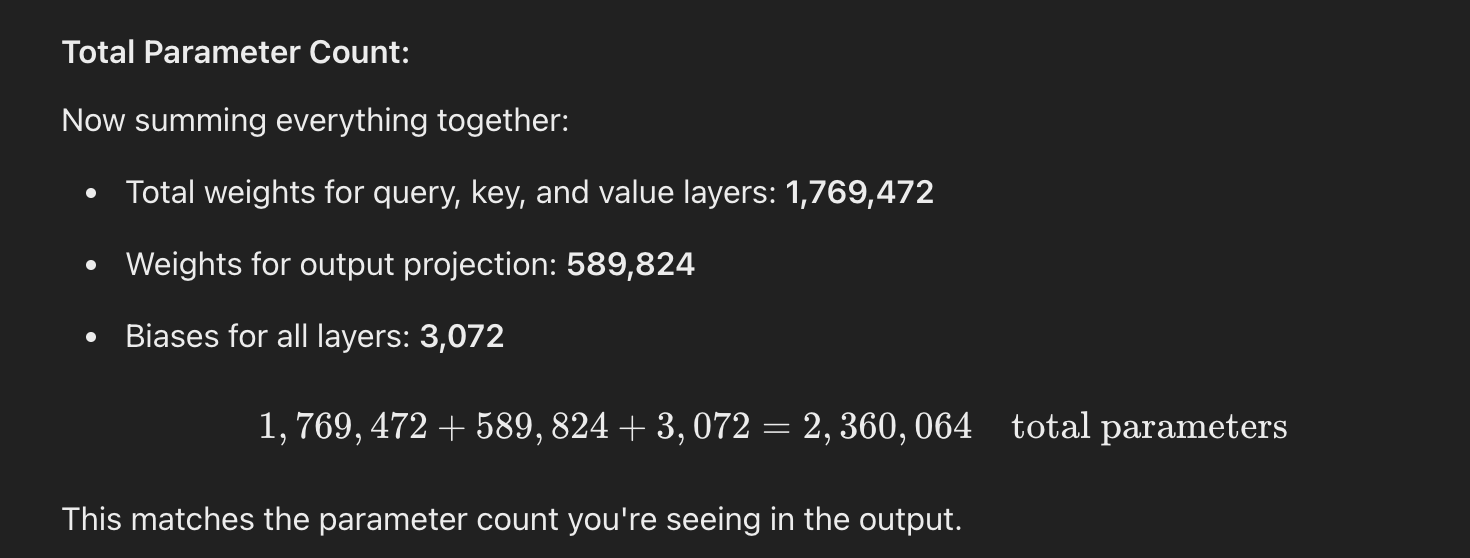 Total Parameter Count:
Now summing everything together:
• Total weights for query, key, and value layers: 1,769,472
• Weights for output projection: 589,824
• Biases for all layers: 3,072
1, 769, 472 + 589, 824 + 3, 072 = 2, 360, 064 total parameters
This matches the parameter count you're seeing in the output.